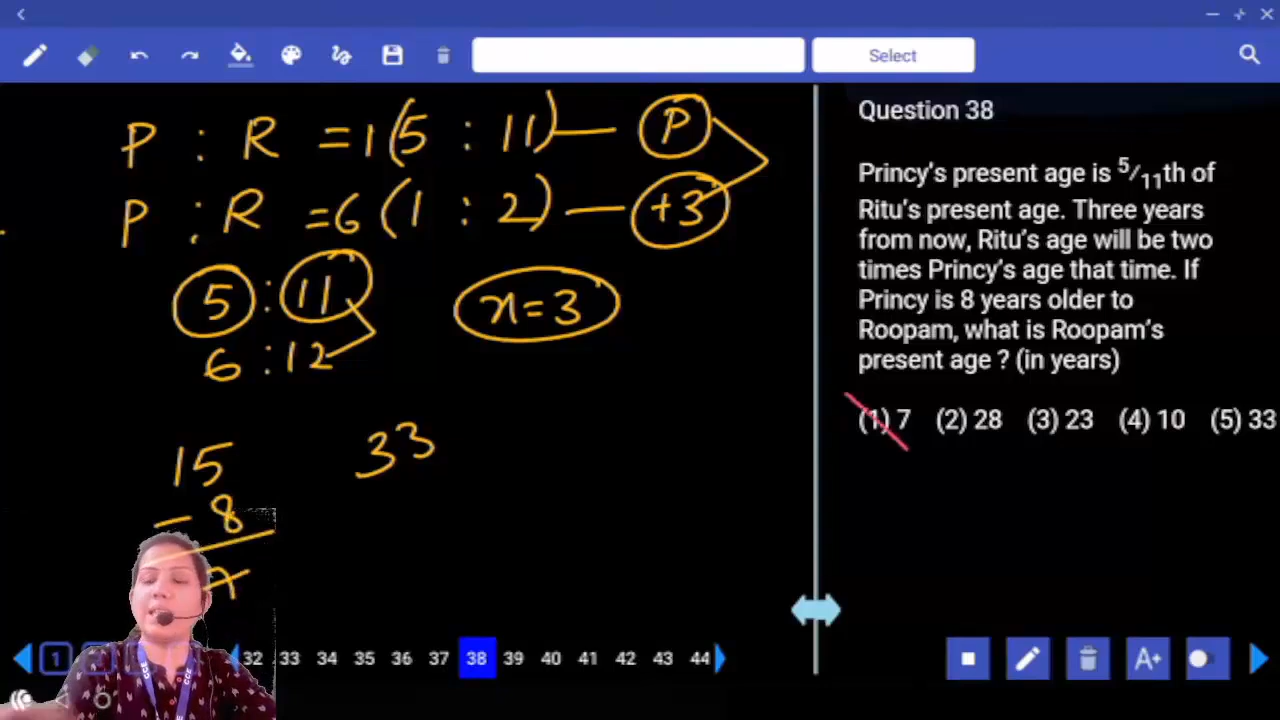 Select
P : R = 1(5 : 11) — P
P : R = 6(1 : 2) — +3
5 : 11
6 : 12
x=3
15
- 8
7
33
Question 38
Princy's present age is 5/11th of
Ritu's present age. Three years
from now, Ritu's age will be two
times Princy's age that time. If
Princy is 8 years older to
Roopam, what is Roopam's
present age ? (in years)
(1) 7 (2) 28 (3) 23 (4) 10 (5) 33
1
32 33 34 35 36 37 38 39 40 41 42 43 44
A+